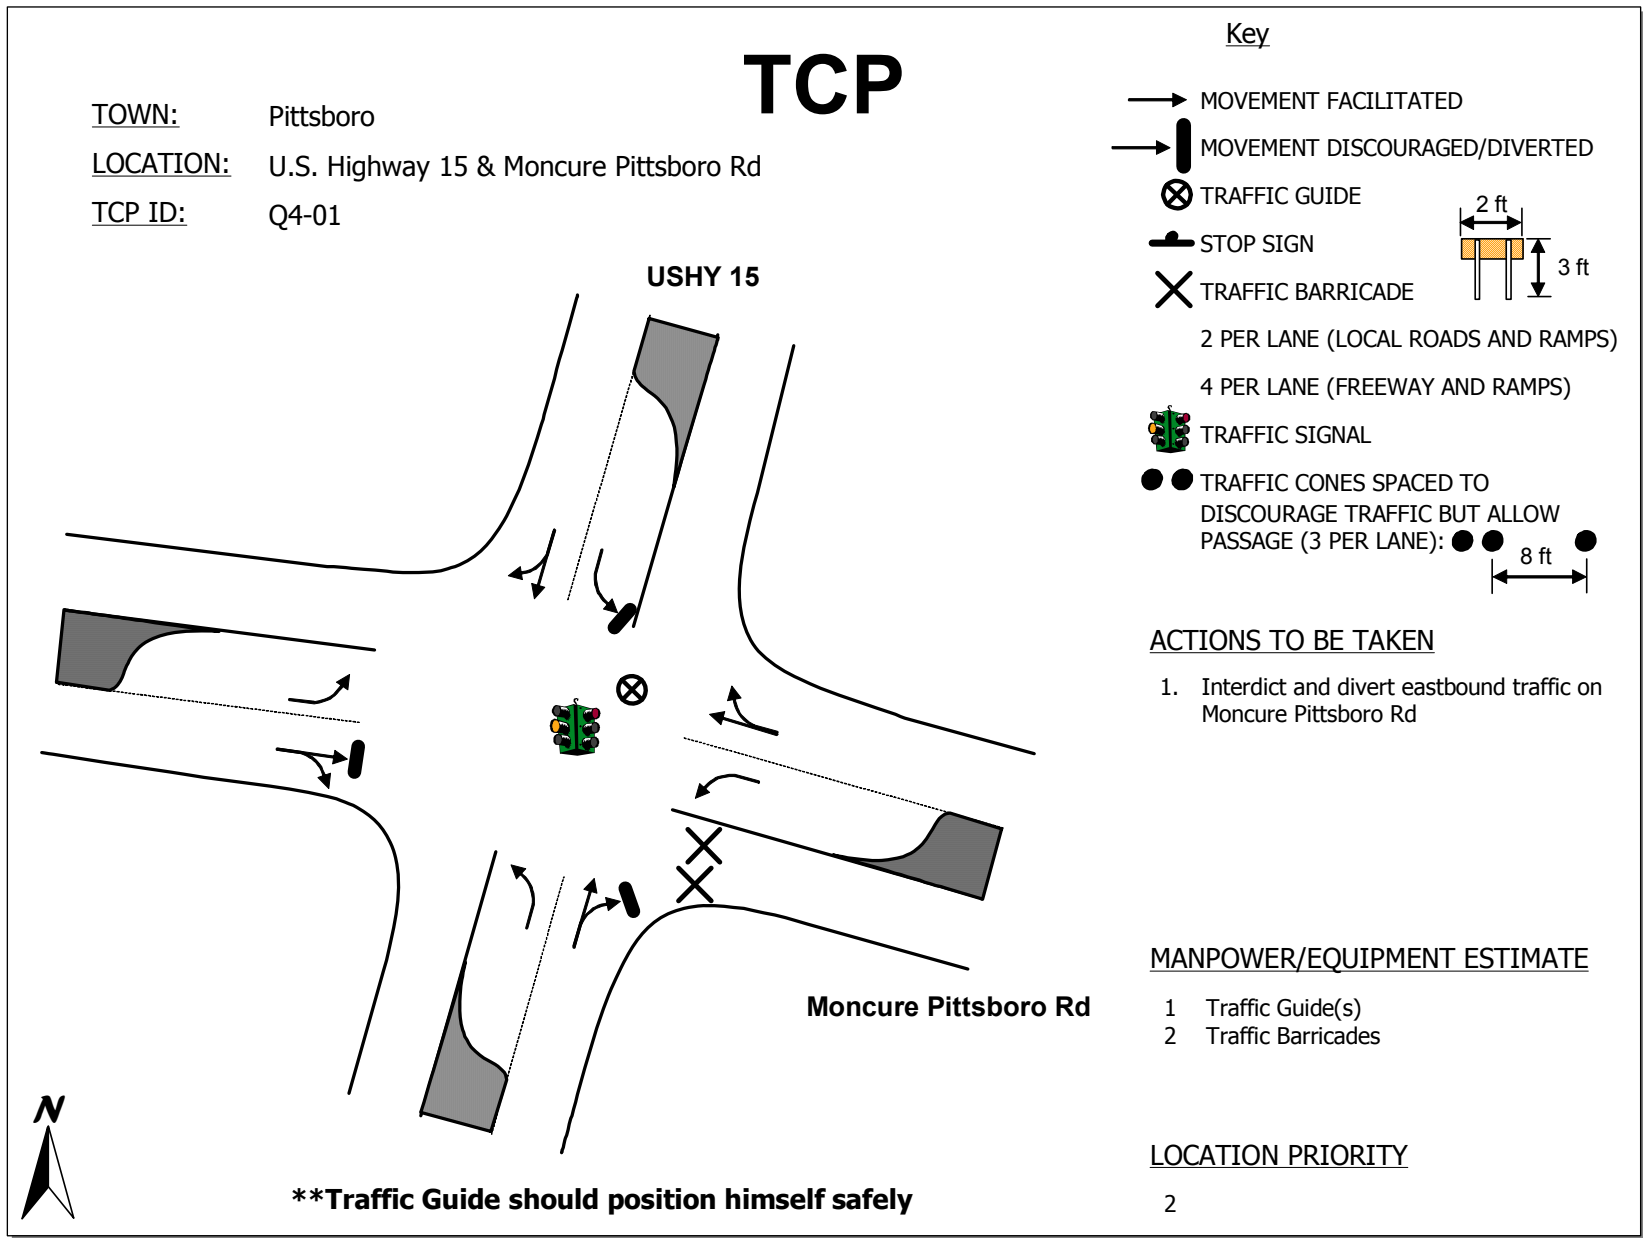 TCP
TOWN: Pittsboro
LOCATION: U.S. Highway 15 & Moncure Pittsboro Rd
TCP ID: Q4-01
USHY 15
Moncure Pittsboro Rd
N
**Traffic Guide should position himself safely
Key
MOVEMENT FACILITATED
MOVEMENT DISCOURAGED/DIVERTED
TRAFFIC GUIDE
STOP SIGN
2 ft
3 ft
TRAFFIC BARRICADE
2 PER LANE (LOCAL ROADS AND RAMPS)
4 PER LANE (FREEWAY AND RAMPS)
TRAFFIC SIGNAL
TRAFFIC CONES SPACED TO
DISCOURAGE TRAFFIC BUT ALLOW
PASSAGE (3 PER LANE):
8 ft
ACTIONS TO BE TAKEN
1. Interdict and divert eastbound traffic on
Moncure Pittsboro Rd
MANPOWER/EQUIPMENT ESTIMATE
1 Traffic Guide(s)
2 Traffic Barricades
LOCATION PRIORITY
2